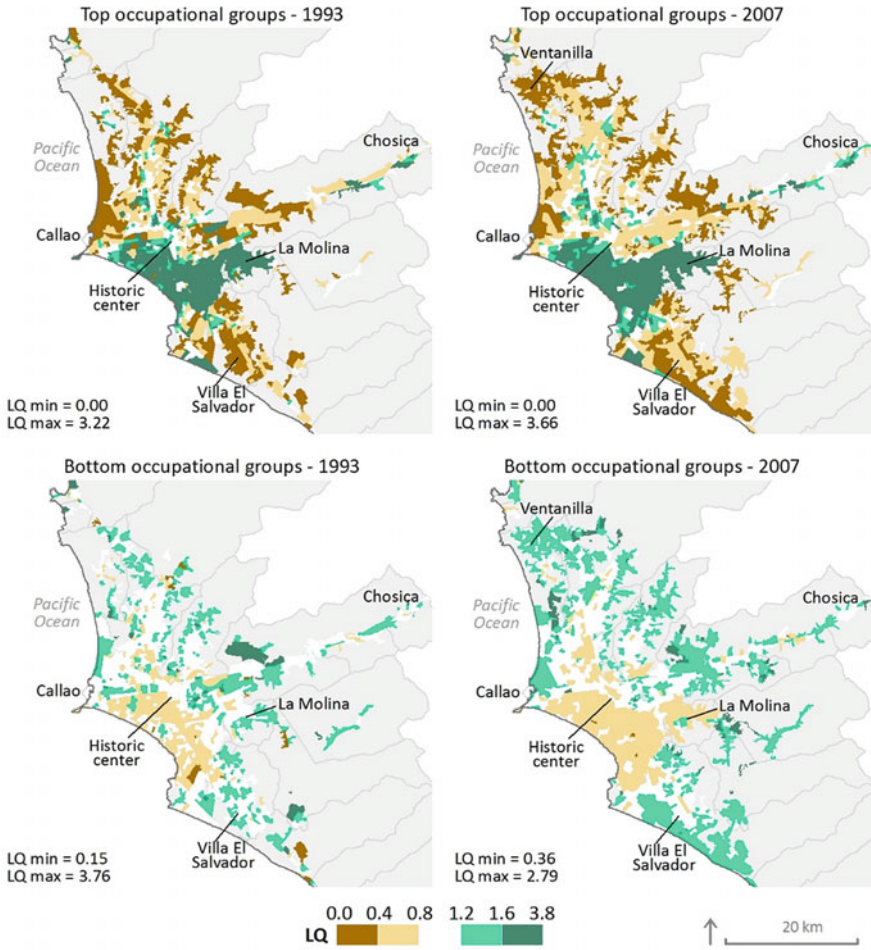 Top occupational groups - 1993
Pacific
Ocean
Chosica
Callao
La Molina
Historic
center
Villa El
Salvador
LQ min = 0.00
LQ max = 3.22
Top occupational groups - 2007
Ventanilla
Pacific
Ocean
Chosica
Callao
La Molina
Historic
center
Villa El
Salvador
LQ min = 0.00
LQ max = 3.66
Bottom occupational groups - 1993
Pacific
Ocean
Chosica
Callao
La Molina
Historic
center
Villa El
Salvador
LQ min = 0.15
LQ max = 3.76
Bottom occupational groups - 2007
Ventanilla
Pacific
Ocean
Chosica
Callao
La Molina
Historic
center
Villa El
Salvador
LQ min = 0.36
LQ max = 2.79
0.0 0.4 0.8 1.2 1.6 3.8
LQ
20 km